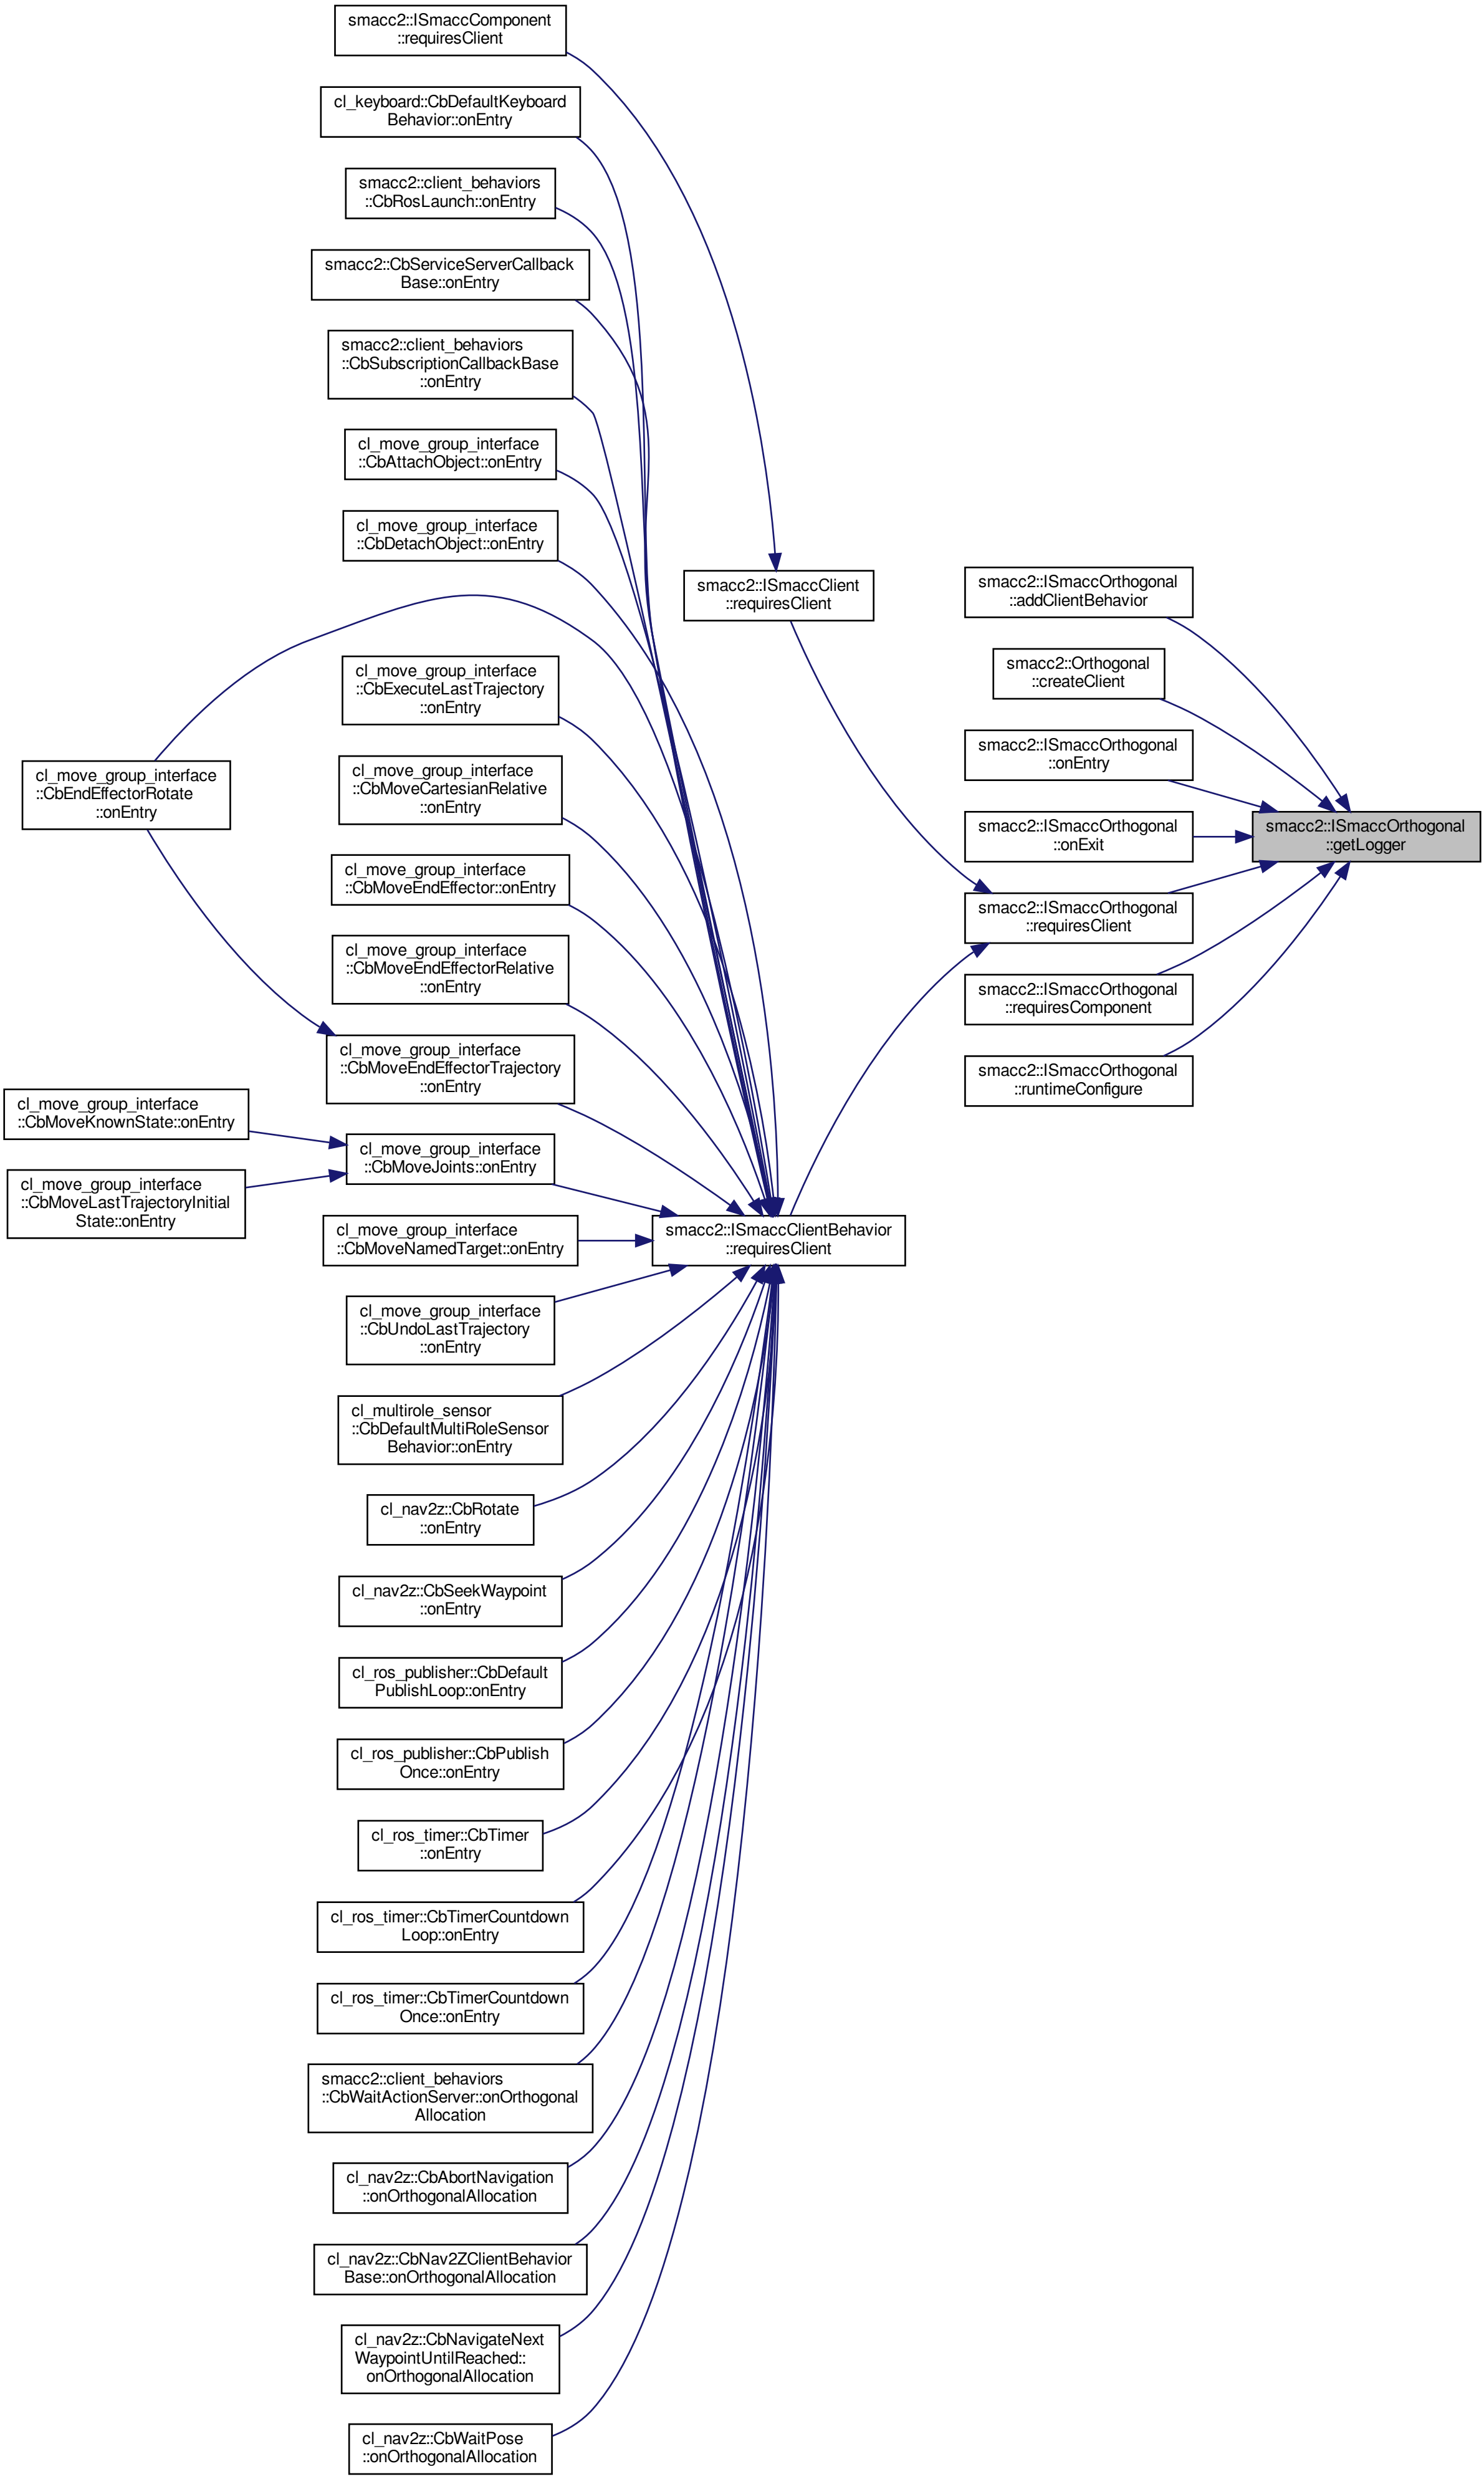 smacc2::ISmaccComponent
::requiresClient
cl_keyboard::CbDefaultKeyboard
Behavior::onEntry
smacc2::client_behaviors
::CbRosLaunch::onEntry
smacc2::CbServiceServerCallback
Base::onEntry
smacc2::client_behaviors
::CbSubscriptionCallbackBase
::onEntry
cl_move_group_interface
::CbAttachObject::onEntry
cl_move_group_interface
::CbDetachObject::onEntry
cl_move_group_interface
::CbExecuteLastTrajectory
::onEntry
cl_move_group_interface
::CbMoveCartesianRelative
::onEntry
cl_move_group_interface
::CbEndEffectorRotate
::onEntry
cl_move_group_interface
::CbMoveEndEffector::onEntry
cl_move_group_interface
::CbMoveEndEffectorRelative
::onEntry
cl_move_group_interface
::CbMoveEndEffectorTrajectory
::onEntry
cl_move_group_interface
::CbMoveKnownState::onEntry
cl_move_group_interface
::CbMoveLastTrajectoryInitial
State::onEntry
cl_move_group_interface
::CbMoveJoints::onEntry
cl_move_group_interface
::CbMoveNamedTarget::onEntry
cl_move_group_interface
::CbUndoLastTrajectory
::onEntry
cl_multirole_sensor
::CbDefaultMultiRoleSensor
Behavior::onEntry
cl_nav2z::CbRotate
::onEntry
cl_nav2z::CbSeekWaypoint
::onEntry
cl_ros_publisher::CbDefault
PublishLoop::onEntry
cl_ros_publisher::CbPublish
Once::onEntry
cl_ros_timer::CbTimer
::onEntry
cl_ros_timer::CbTimerCountdown
Loop::onEntry
cl_ros_timer::CbTimerCountdown
Once::onEntry
smacc2::client_behaviors
::CbWaitActionServer::onOrthogonal
Allocation
cl_nav2z::CbAbortNavigation
::onOrthogonalAllocation
cl_nav2z::CbNav2ZClientBehavior
Base::onOrthogonalAllocation
cl_nav2z::CbNavigateNext
WaypointUntilReached::
onOrthogonalAllocation
cl_nav2z::CbWaitPose
::onOrthogonalAllocation
smacc2::ISmaccClient
::requiresClient
smacc2::ISmaccClientBehavior
::requiresClient
smacc2::ISmaccOrthogonal
::addClientBehavior
smacc2::Orthogonal
::createClient
smacc2::ISmaccOrthogonal
::onEntry
smacc2::ISmaccOrthogonal
::onExit
smacc2::ISmaccOrthogonal
::requiresClient
smacc2::ISmaccOrthogonal
::requiresComponent
smacc2::ISmaccOrthogonal
::runtimeConfigure
smacc2::ISmaccOrthogonal
::getLogger